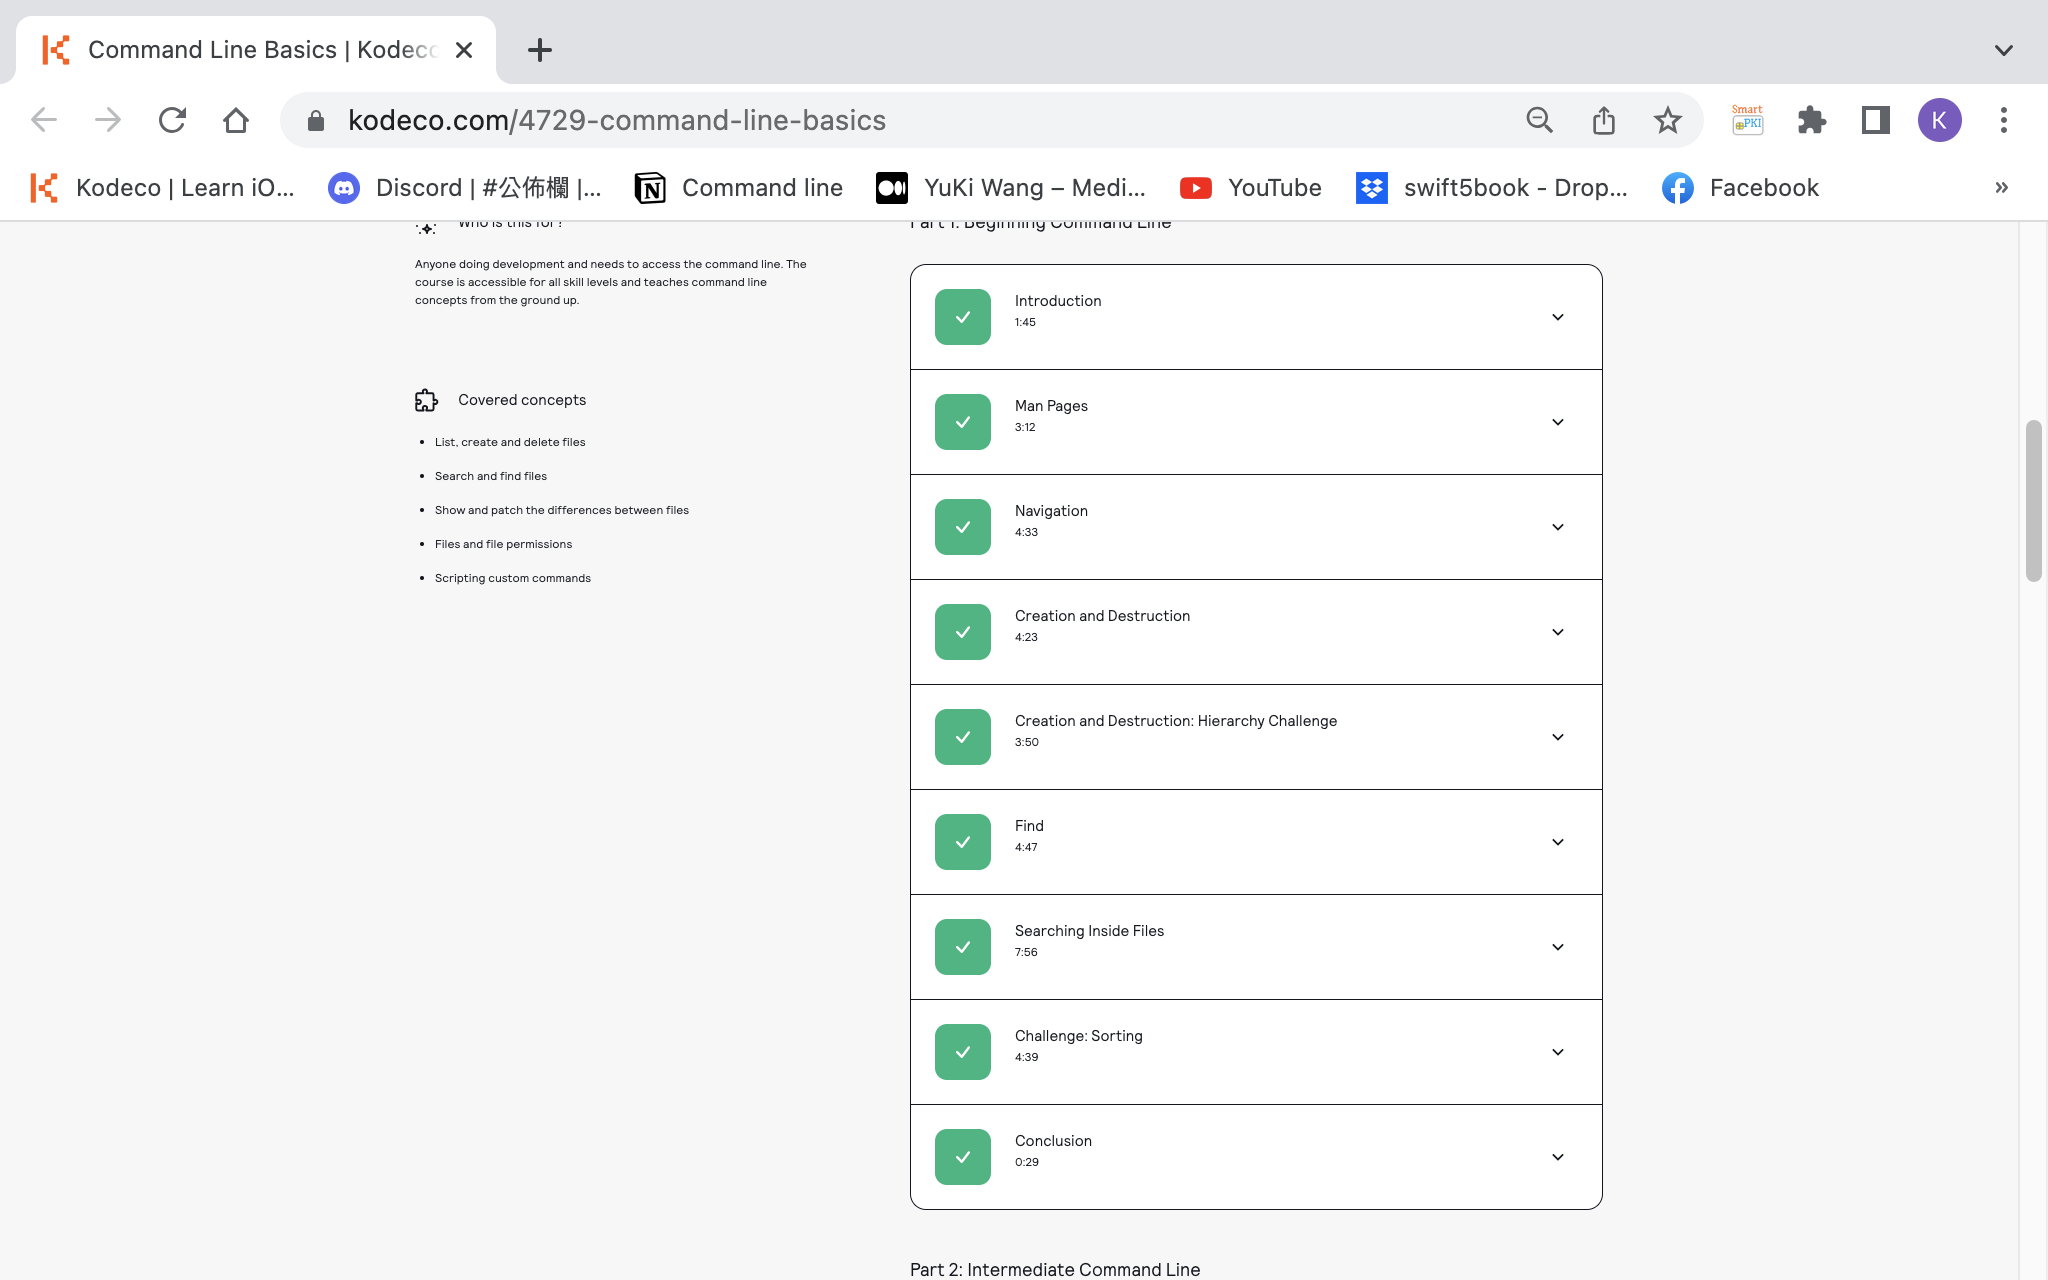 Command Line Basics | Kodeco
kodeco.com/4729-command-line-basics
Smart
PKI
K
Kodeco | Learn iO...
Discord | #公佈欄 |...
Command line
YuKi Wang – Medi...
YouTube
swift5book - Drop...
Facebook
»
Who is this for?
Anyone doing development and needs to access the command line. The
course is accessible for all skill levels and teaches command line
concepts from the ground up.
Covered concepts
• List, create and delete files
• Search and find files
• Show and patch the differences between files
• Files and file permissions
• Scripting custom commands
Part 1: Beginning Command Line
Introduction
1:45
Man Pages
3:12
Navigation
4:33
Creation and Destruction
4:23
Creation and Destruction: Hierarchy Challenge
3:50
Find
4:47
Searching Inside Files
7:56
Challenge: Sorting
4:39
Conclusion
0:29
Part 2: Intermediate Command Line